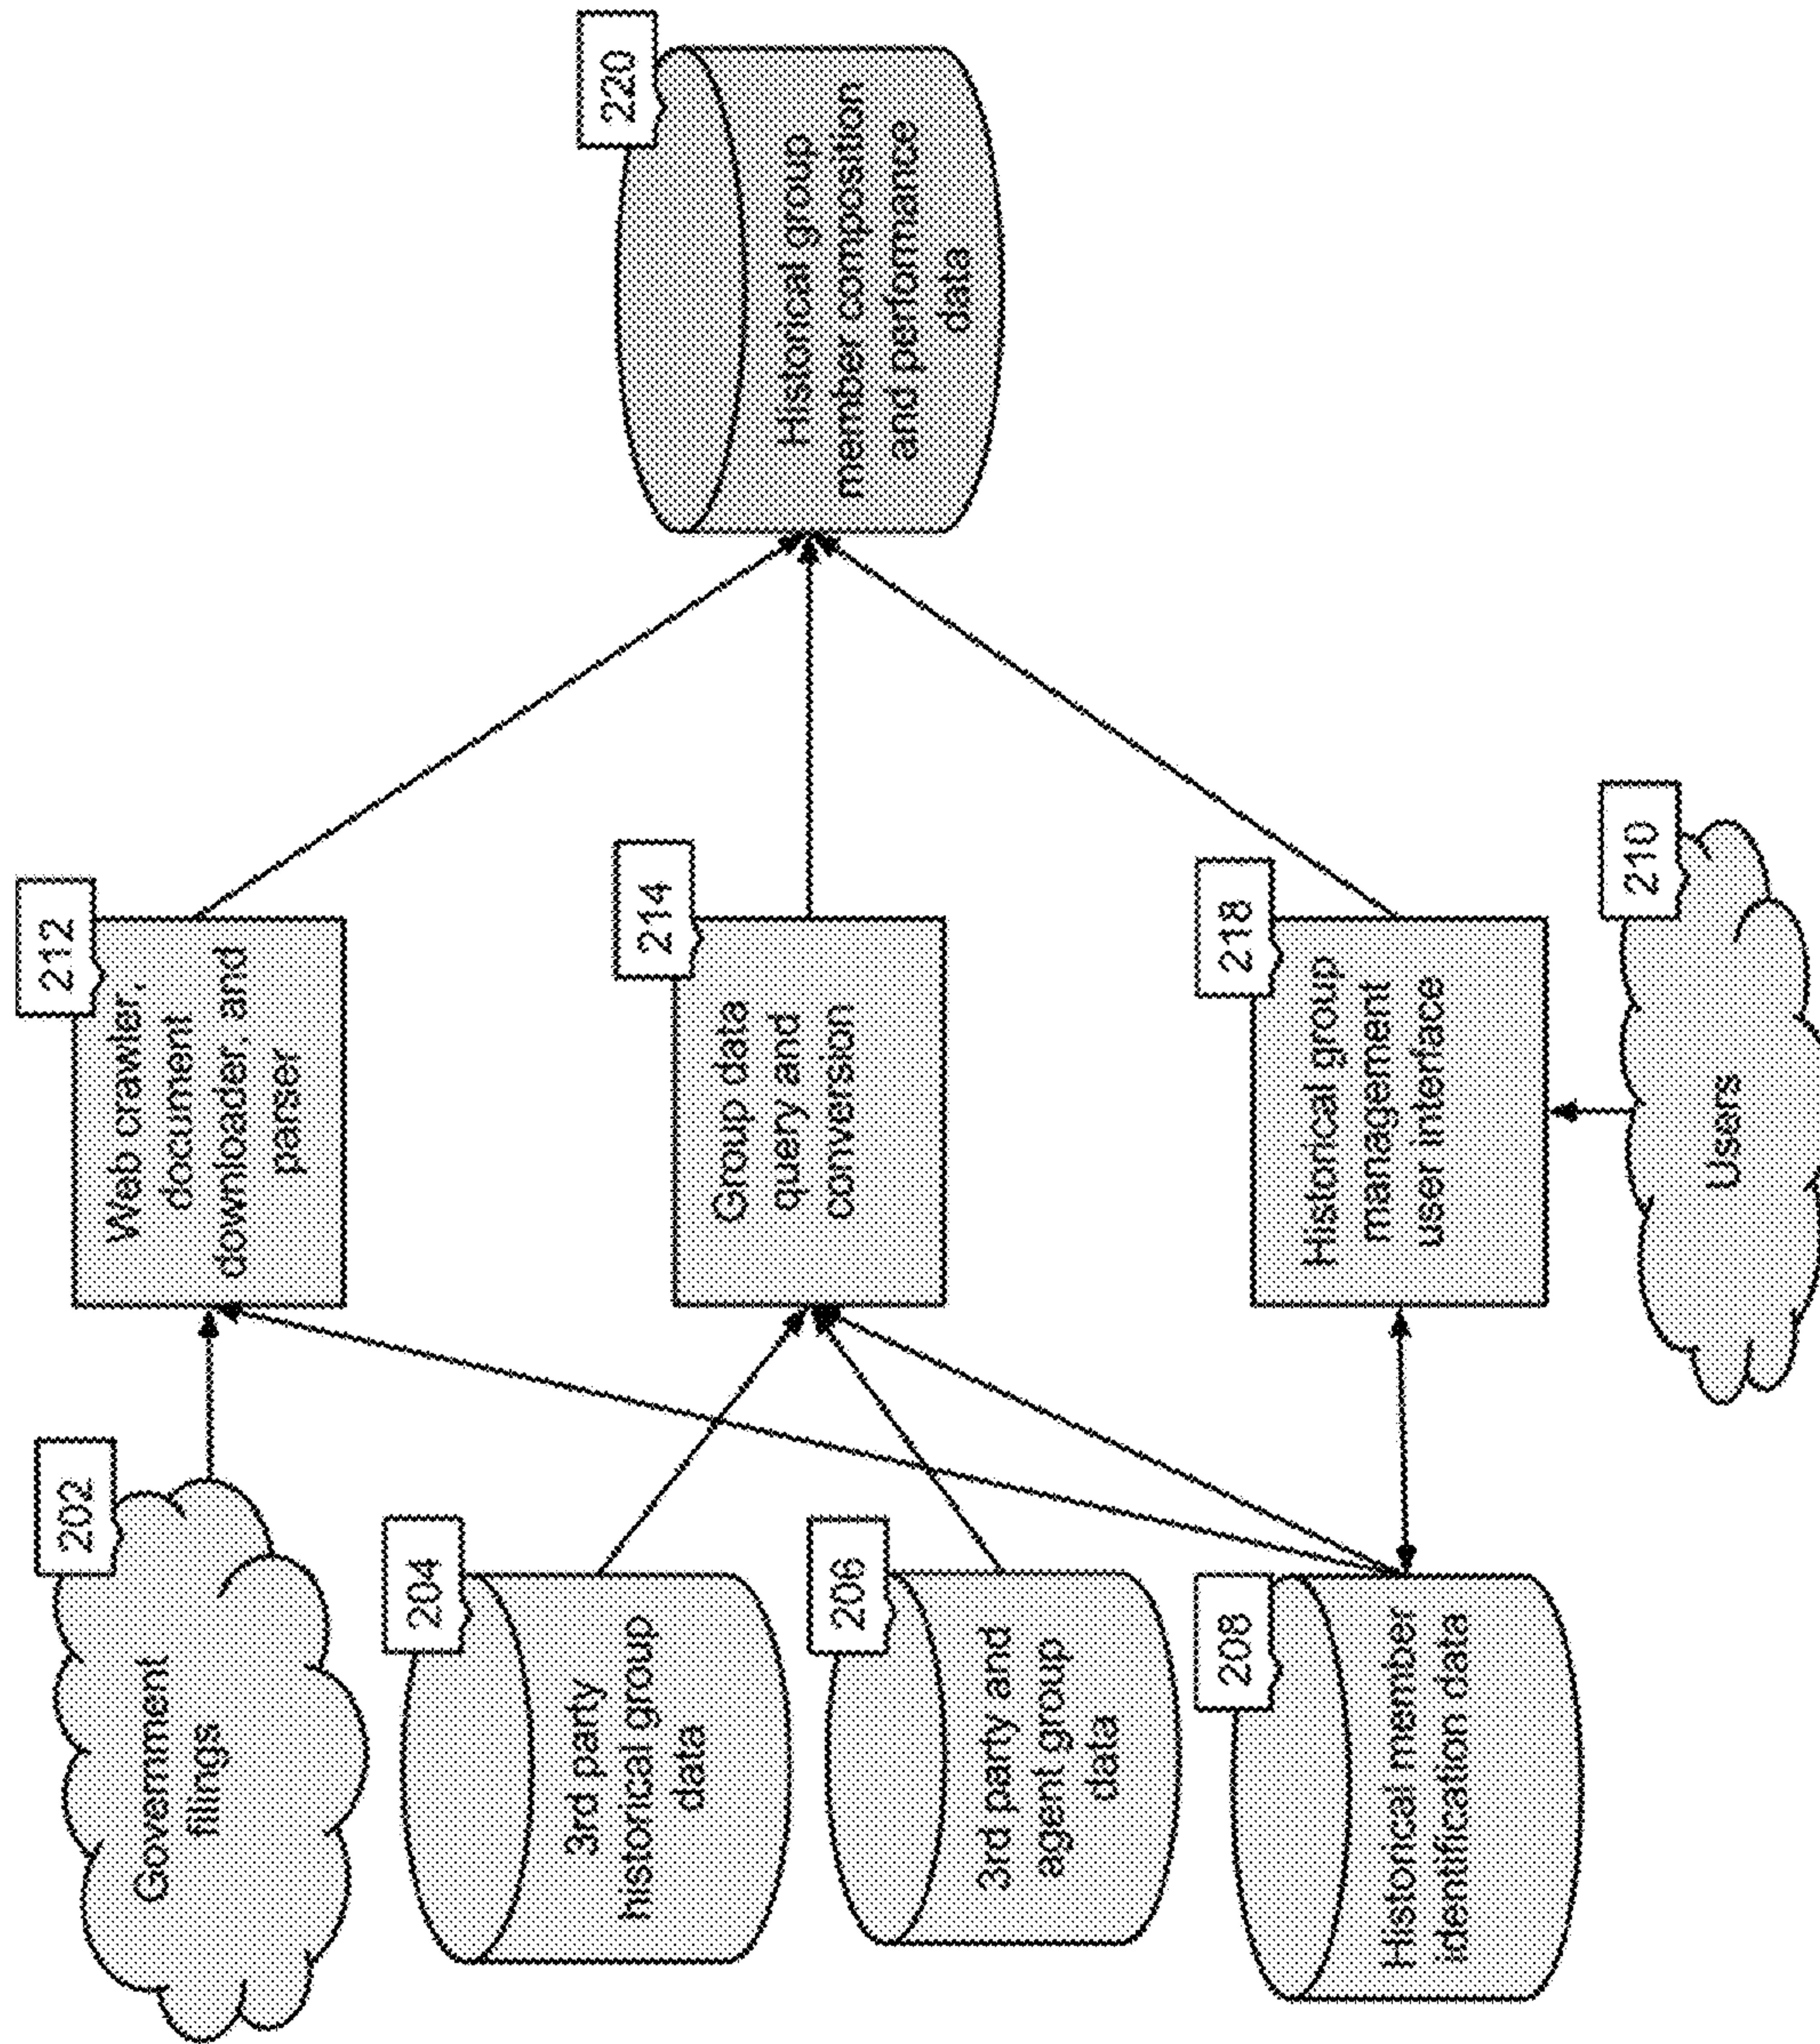 202
Government
filings
204
3rd party
historical group
data
206
3rd party and
agent group
data
208
Historical member
identification data
212
Web crawler,
document
downloader, and
parser
214
Group data
query and
conversion
218
Historical group
management
user interface
210
Users
220
Historical group
member composition
and performance
data